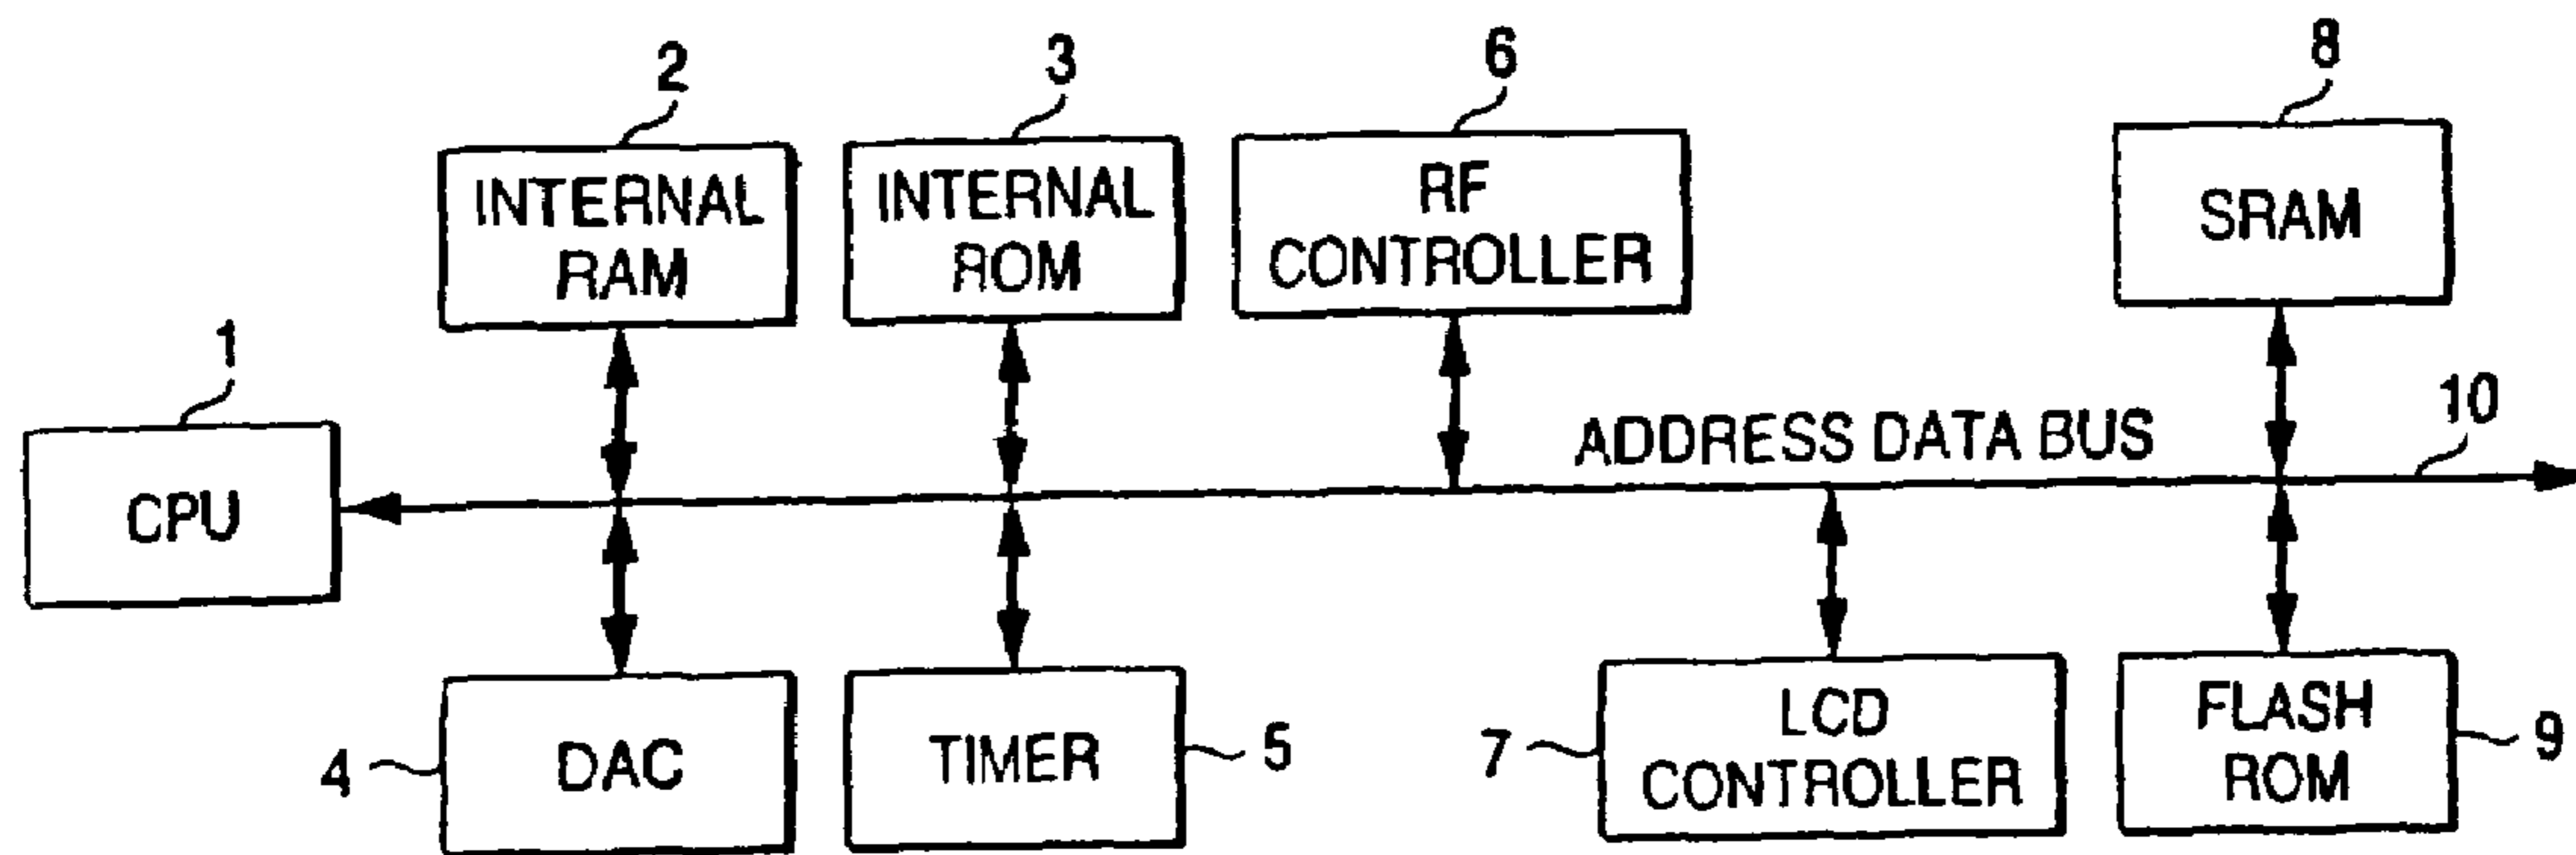 2
3
6
8
INTERNAL
RAM
INTERNAL
ROM
RF
CONTROLLER
SRAM
1
CPU
ADDRESS DATA BUS
10
4
DAC
TIMER
5
7
LCD
CONTROLLER
FLASH
ROM
9